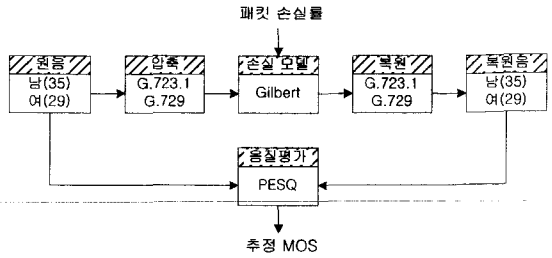 패킷 손실률
원음
남(35)
여(29)
압축
G.723.1
G.729
손실 모델
Gilbert
복원
G.723.1
G.729
복원음
남(35)
여(29)
음질평가
PESQ
추정 MOS